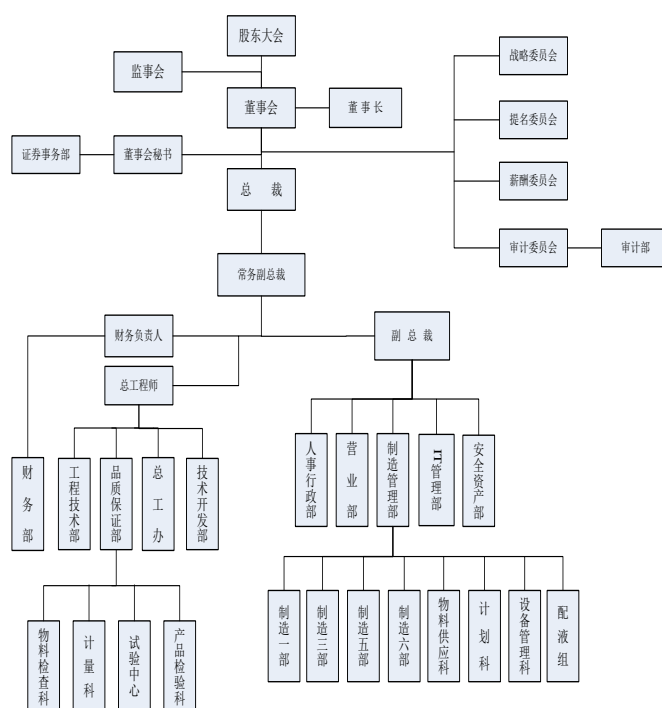 股东大会
监事会
战略委员会
董事会
董 事 长
提名委员会
证券事务部
董事会秘书
总 裁
薪酬委员会
审计委员会
审计部
常务副总裁
财务负责人
副 总 裁
总工程师
财务部
工程技术部
品质保证部
总工办
技术开发部
人事行政部
营业部
制造管理部
IT管理部
安全资产部
物料检查科
计量科
试验中心
产品检验科
制造一部
制造三部
制造五部
制造六部
物料供应科
计划科
设备管理科
配液组